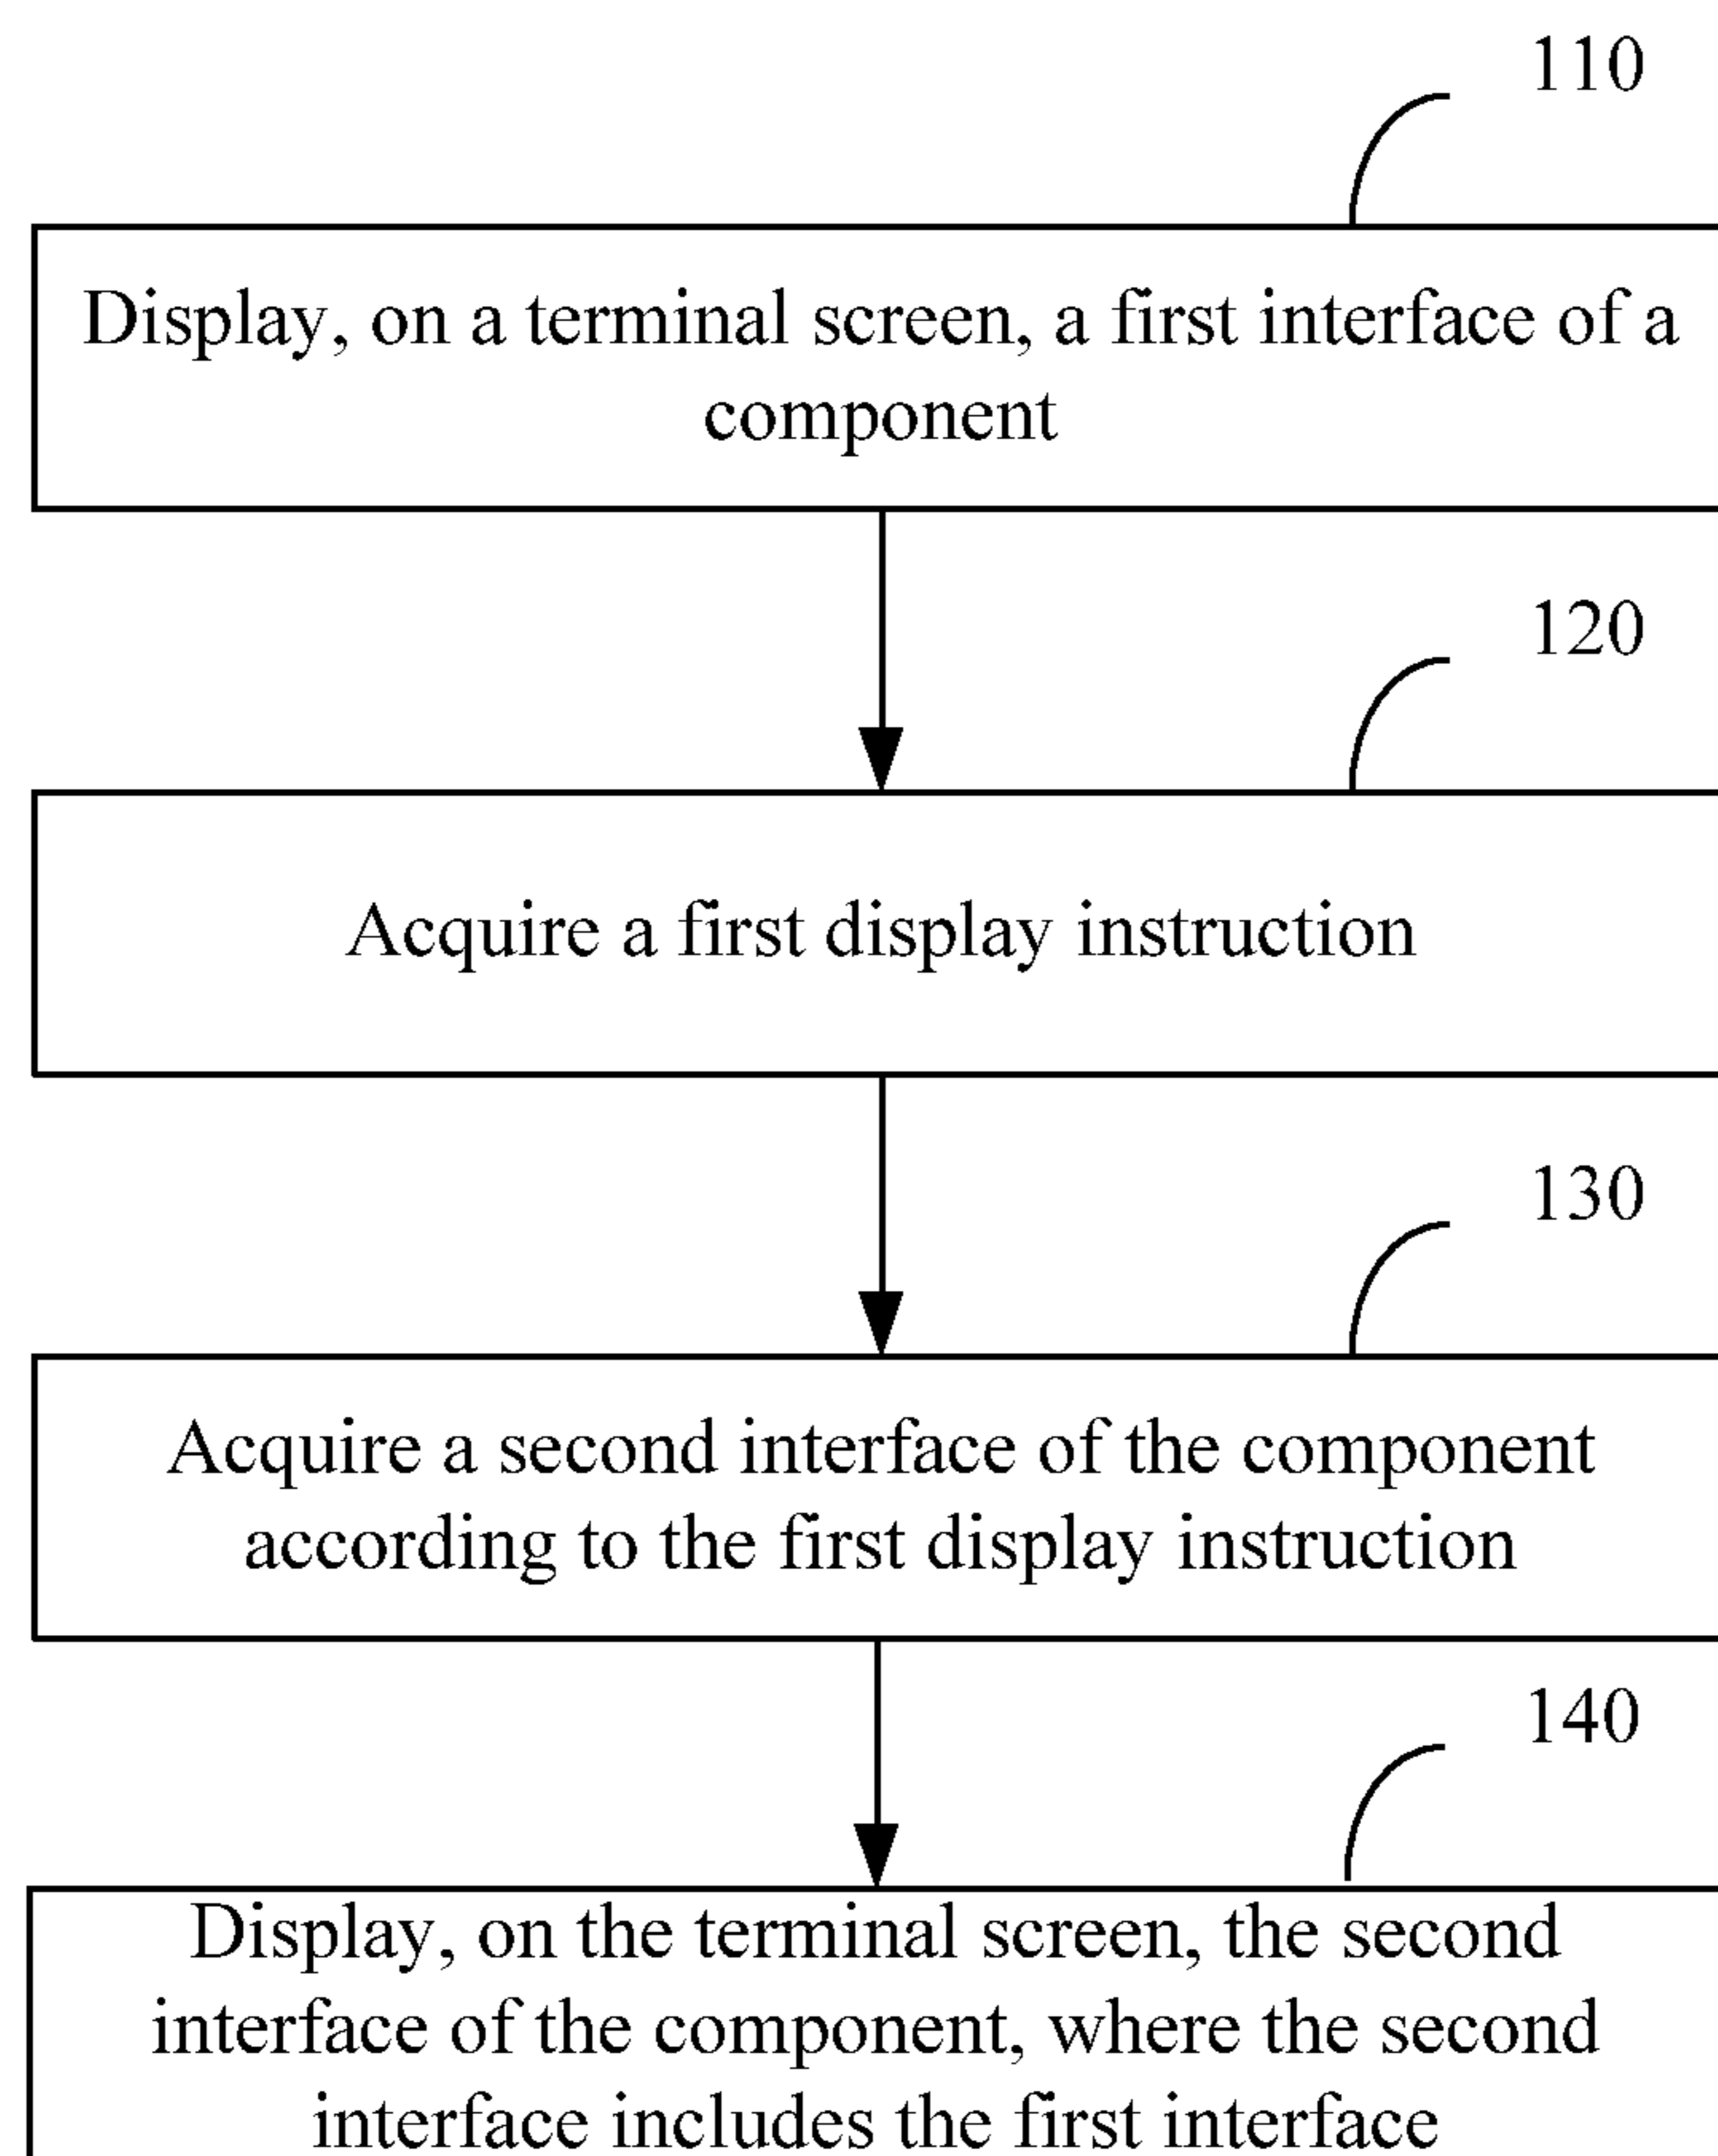 110
Display, on a terminal screen, a first interface of a
component
120
Acquire a first display instruction
130
Acquire a second interface of the component
according to the first display instruction
140
Display, on the terminal screen, the second
interface of the component, where the second
interface includes the first interface